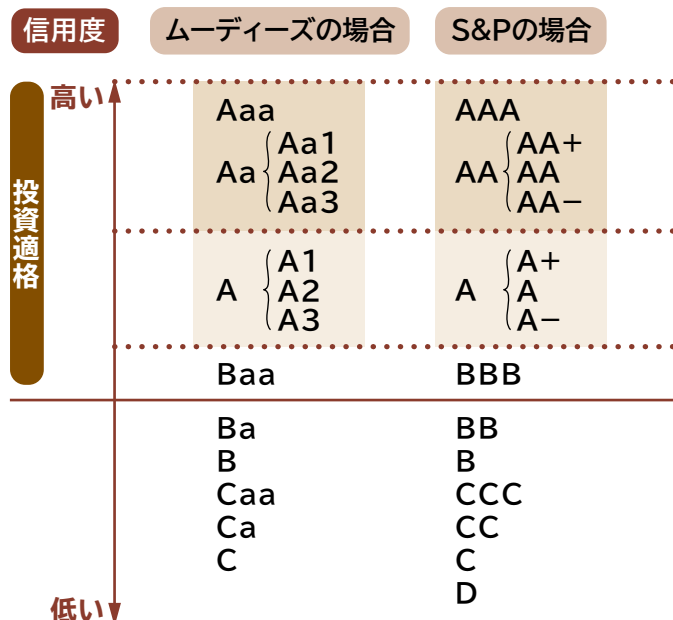 信用度 ムーディーズの場合 S&Pの場合
高い
投資適格
Aaa AAA
Aa1 AA+
Aa Aa2 AA AA
Aa3 AA−
A1 A+
A A2 A A
A3 A−
Baa BBB
Ba BB
B B
Caa CCC
Ca CC
C C
D
低い